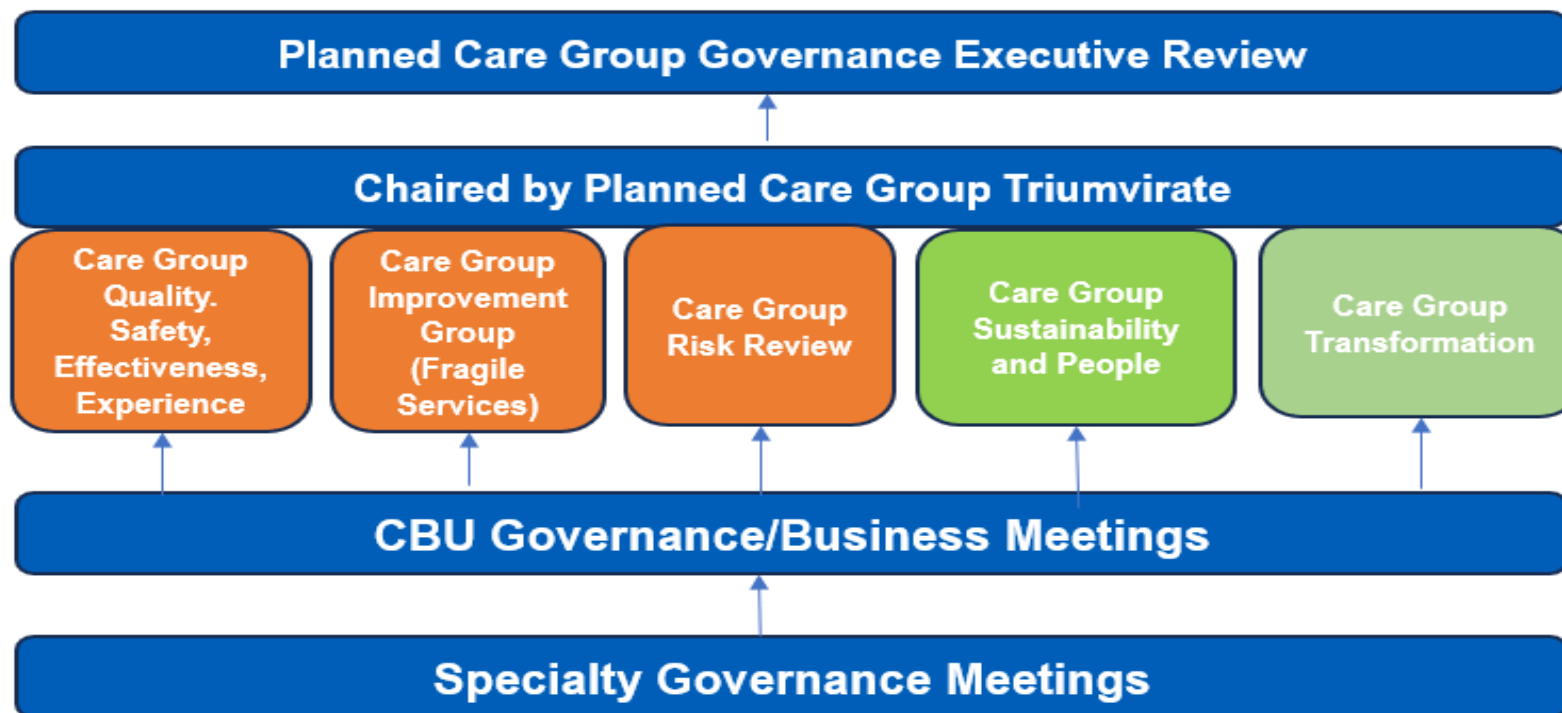 Planned Care Group Governance Executive Review
Chaired by Planned Care Group Triumvirate
Care Group
Quality.
Safety,
Effectiveness,
Experience
Care Group
Improvement
Group
(Fragile
Services)
Care Group
Risk Review
Care Group
Sustainability
and People
Care Group
Transformation
CBU Governance/Business Meetings
Specialty Governance Meetings